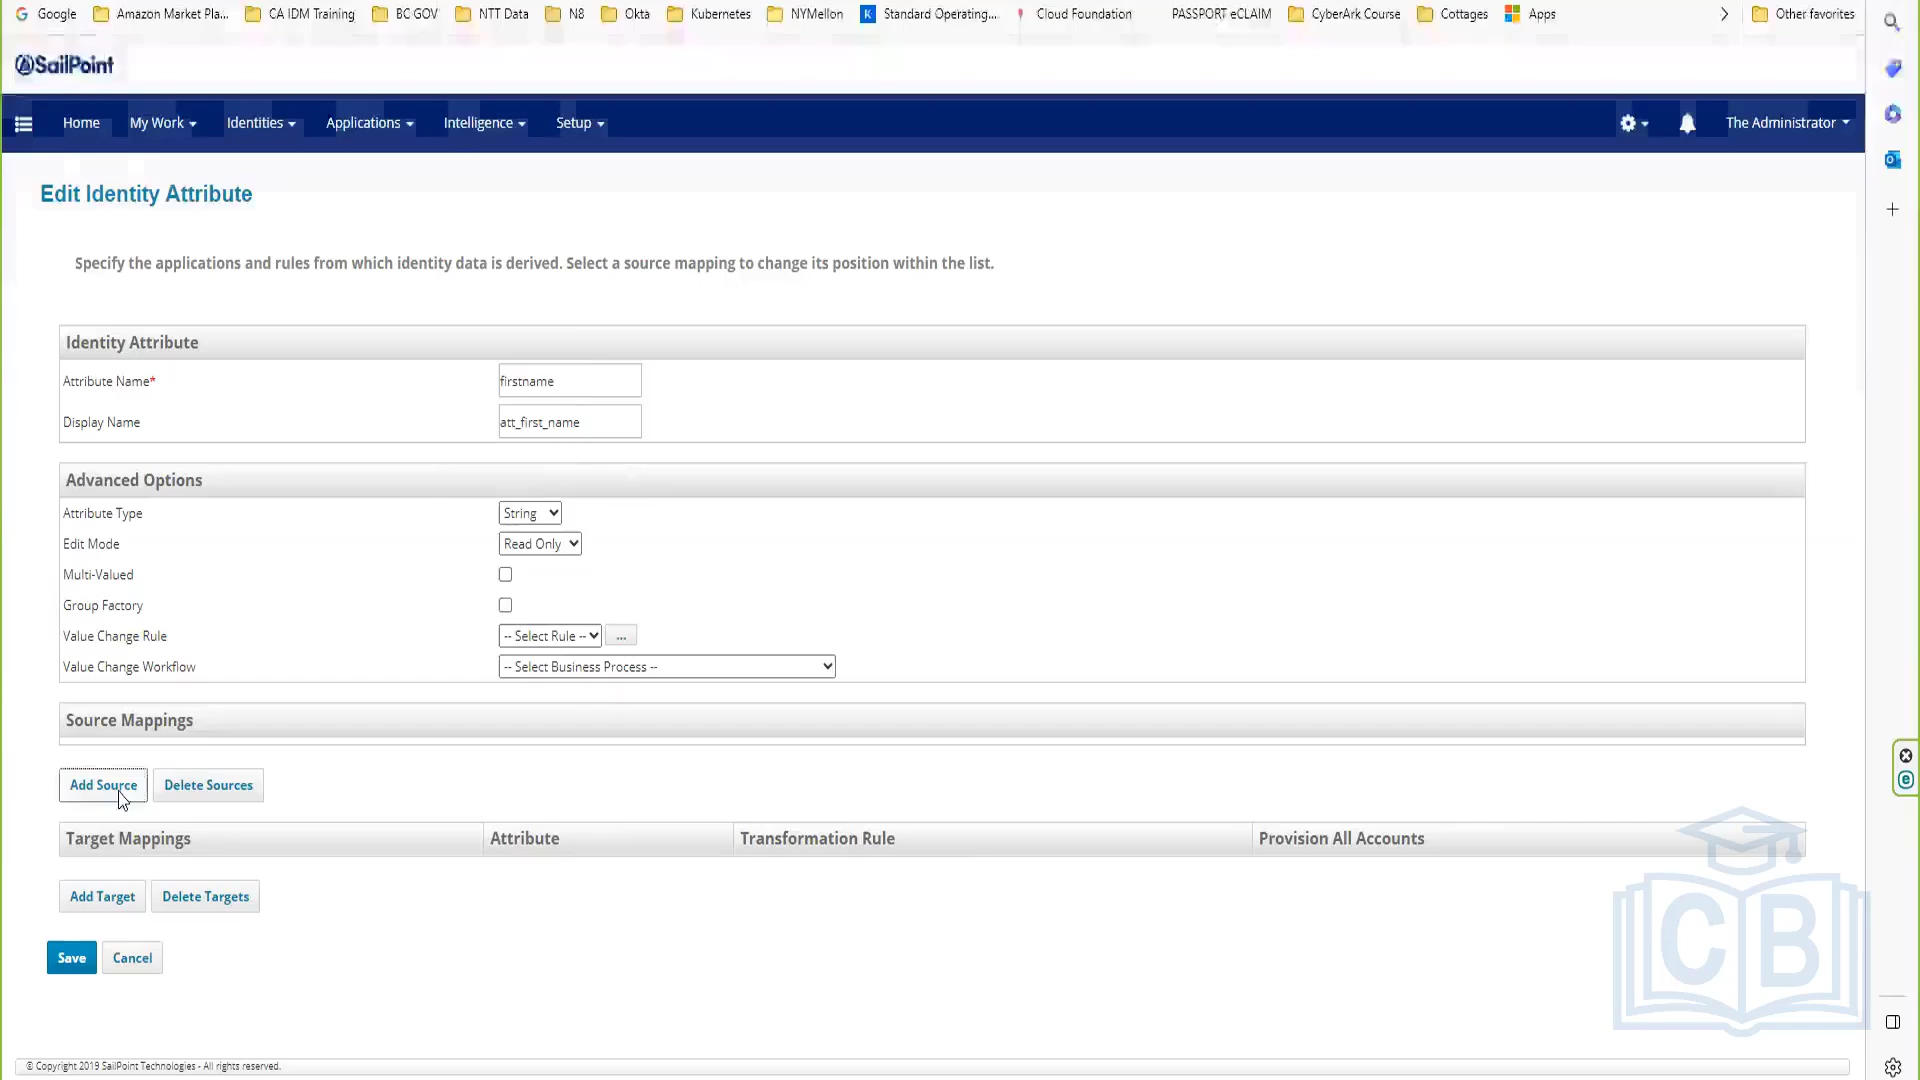 Google Amazon Market Pla... CA IDM Training BC GOV NTT Data N8 Okta Kubernetes NYMellon K Standard Operating... Cloud Foundation PASSPORT eCLAIM CyberArk Course Cottages Apps Other favorites
SailPoint
Home My Work Identities Applications Intelligence Setup The Administrator
Edit Identity Attribute
Specify the applications and rules from which identity data is derived. Select a source mapping to change its position within the list.
Identity Attribute
Attribute Name* firstname
Display Name att_first_name
Advanced Options
Attribute Type String
Edit Mode Read Only
Multi-Valued
Group Factory
Value Change Rule -- Select Rule -- ...
Value Change Workflow -- Select Business Process --
Source Mappings
Add Source Delete Sources
Target Mappings Attribute Transformation Rule Provision All Accounts
Add Target Delete Targets
Save Cancel
CB
© Copyright 2019 SailPoint Technologies - All rights reserved.